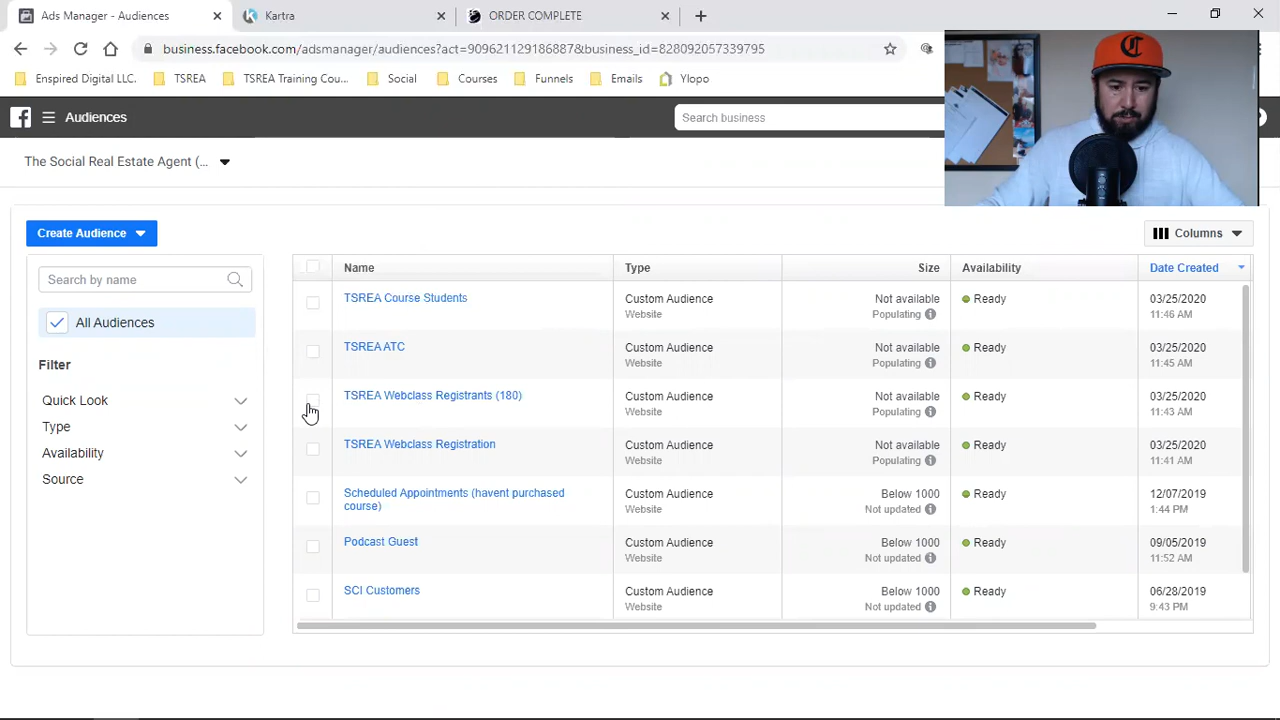 Ads Manager - Audiences
Kartra
ORDER COMPLETE
business.facebook.com/adsmanager/audiences?act=909621129166887&business_id=828092057339795
Enspired Digital LLC.
TSREA
TSREA Training Cou...
Social
Courses
Funnels
Emails
Ylopo
Audiences
Search business
The Social Real Estate Agent (...
Create Audience
Columns
Search by name
All Audiences
Filter
Quick Look
Type
Availability
Source
Name
Type
Size
Availability
Date Created
TSREA Course Students
Custom Audience
Website
Not available
Populating
Ready
03/25/2020
11:46 AM
TSREA ATC
Custom Audience
Website
Not available
Populating
Ready
03/25/2020
11:45 AM
TSREA Webclass Registrants (180)
Custom Audience
Website
Not available
Populating
Ready
03/25/2020
11:43 AM
TSREA Webclass Registration
Custom Audience
Website
Not available
Populating
Ready
03/25/2020
11:41 AM
Scheduled Appointments (havent purchased
course)
Custom Audience
Website
Below 1000
Not updated
Ready
12/07/2019
1:44 PM
Podcast Guest
Custom Audience
Website
Below 1000
Not updated
Ready
09/05/2019
11:52 AM
SCI Customers
Custom Audience
Website
Below 1000
Not updated
Ready
06/28/2019
9:43 PM